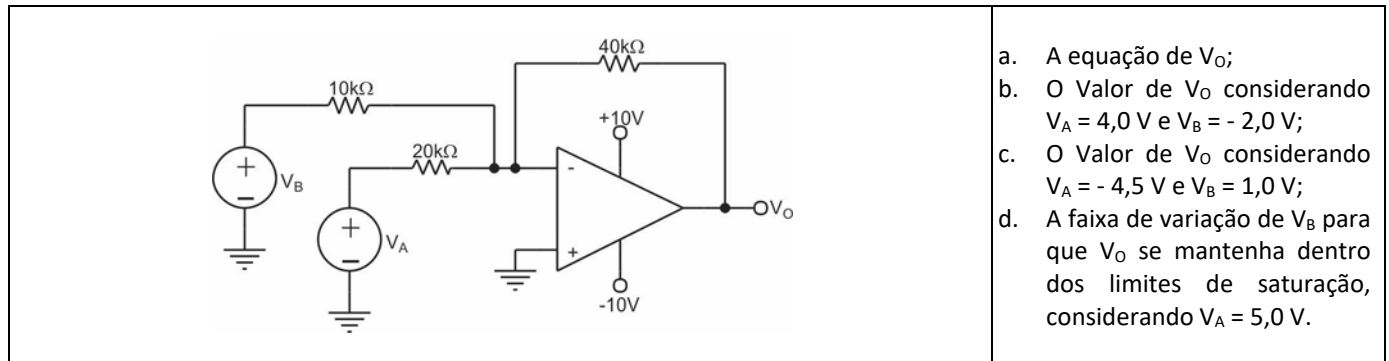 40kΩ
10kΩ
+10V
20kΩ
-
+
V_B
V_O
+
V_A
+
-10V
a. A equação de V_O;
b. O Valor de V_O considerando
V_A = 4,0 V e V_B = - 2,0 V;
c. O Valor de V_O considerando
V_A = - 4,5 V e V_B = 1,0 V;
d. A faixa de variação de V_B para
que V_O se mantenha dentro
dos limites de saturação,
considerando V_A = 5,0 V.